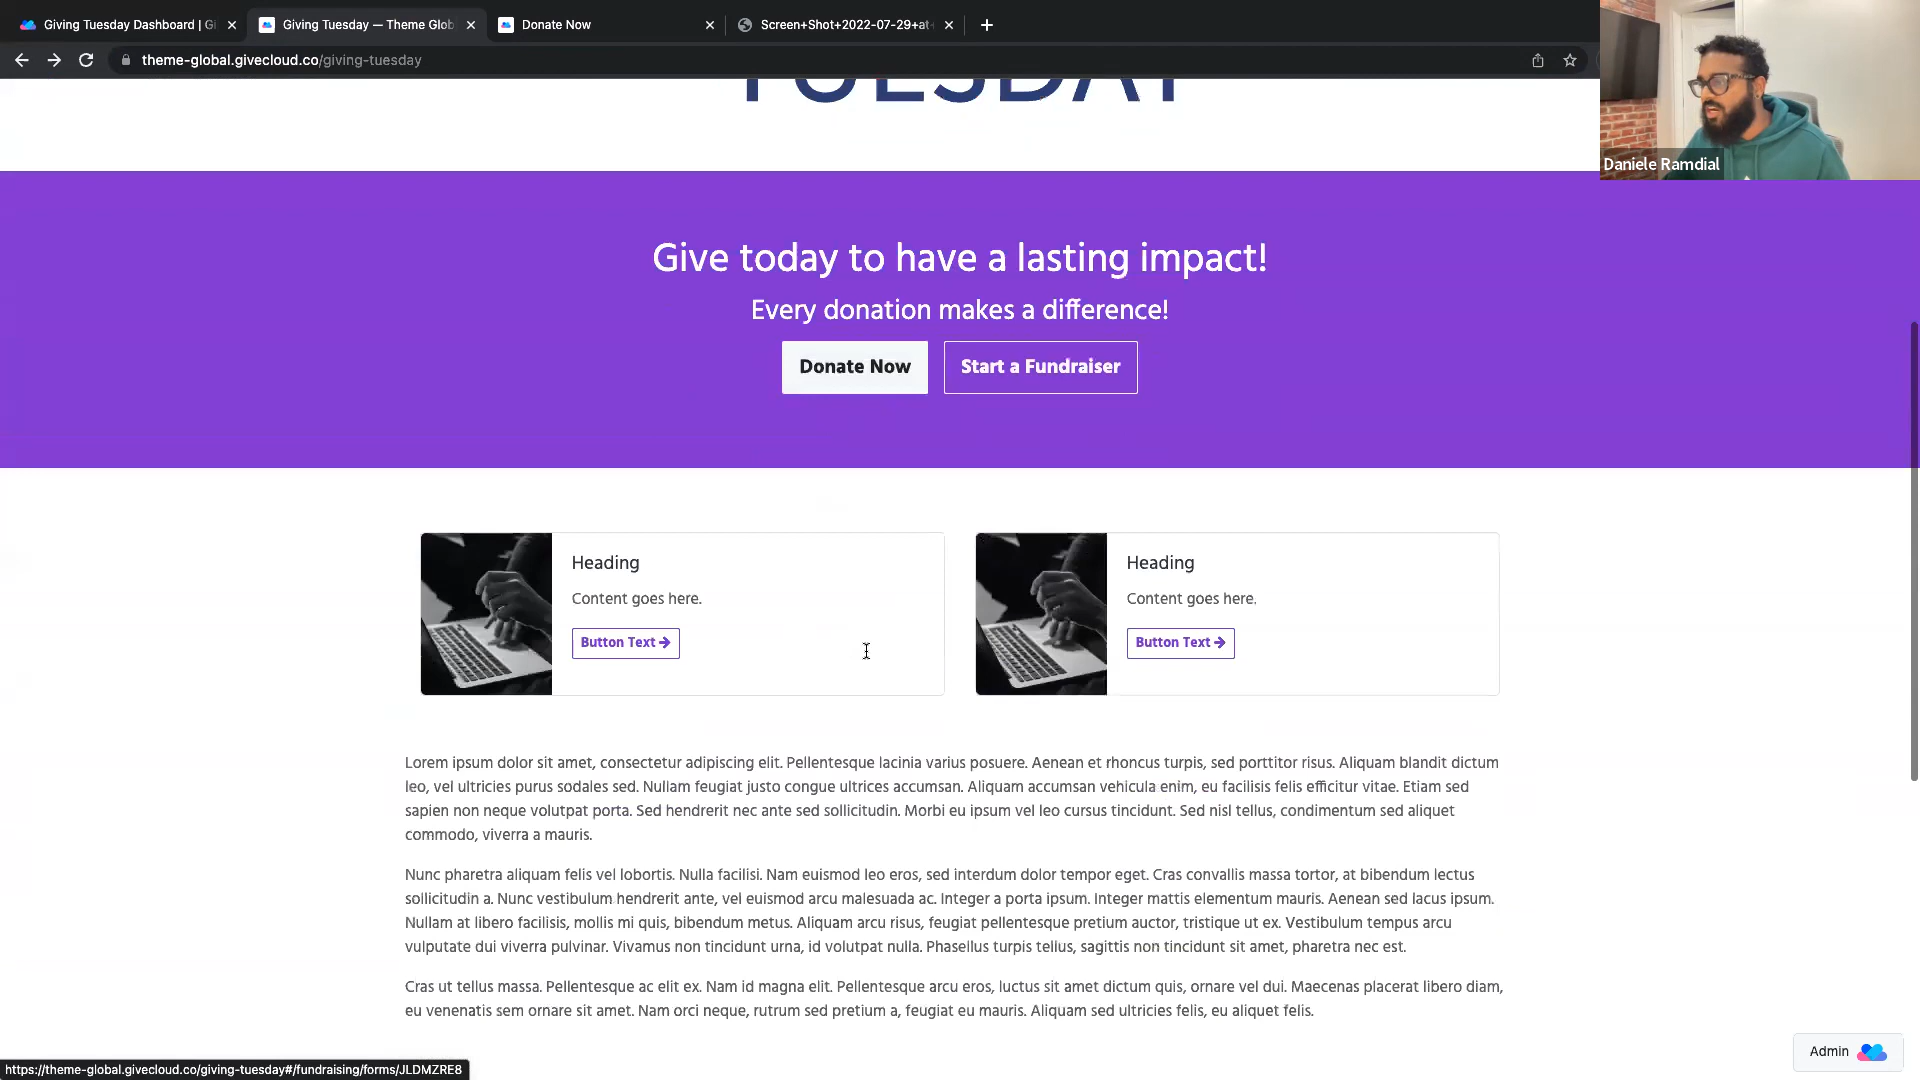 Giving Tuesday Dashboard | Gi
Giving Tuesday — Theme Glob
Donate Now
Screen+Shot+2022-07-29+at
theme-global.givecloud.co/giving-tuesday
TUESDAY
Daniele Ramdial
Give today to have a lasting impact!
Every donation makes a difference!
Donate Now
Start a Fundraiser
Heading
Content goes here.
Button Text →
Heading
Content goes here.
Button Text →
Lorem ipsum dolor sit amet, consectetur adipiscing elit. Pellentesque lacinia varius posuere. Aenean et rhoncus turpis, sed porttitor risus. Aliquam blandit dictum
leo, vel ultricies purus sodales sed. Nullam feugiat justo congue ultrices accumsan. Aliquam accumsan vehicula enim, eu facilisis felis efficitur vitae. Etiam sed
sapien non neque volutpat porta. Sed hendrerit nec ante sed sollicitudin. Morbi eu ipsum vel leo cursus tincidunt. Sed nisl tellus, condimentum sed aliquet
commodo, viverra a mauris.
Nunc pharetra aliquam felis vel lobortis. Nulla facilisi. Nam euismod leo eros, sed interdum dolor tempor eget. Cras convallis massa tortor, at bibendum lectus
sollicitudin a. Nunc vestibulum hendrerit ante, vel euismod arcu malesuada ac. Integer a porta ipsum. Integer mattis elementum mauris. Aenean sed lacus ipsum.
Nullam at libero facilisis, mollis mi quis, bibendum metus. Aliquam arcu risus, feugiat pellentesque pretium auctor, tristique ut ex. Vestibulum tempus arcu
vulputate dui viverra pulvinar. Vivamus non tincidunt urna, id volutpat nulla. Phasellus turpis tellus, sagittis non tincidunt sit amet, pharetra nec est.
Cras ut tellus massa. Pellentesque ac elit ex. Nam id magna elit. Pellentesque arcu eros, luctus sit amet dictum quis, ornare vel dui. Maecenas placerat libero diam,
eu venenatis sem ornare sit amet. Nam orci neque, rutrum sed pretium a, feugiat eu mauris. Aliquam sed ultricies felis, eu aliquet felis.
Admin
https://theme-global.givecloud.co/giving-tuesday#/fundraising/forms/JLDMZRE8